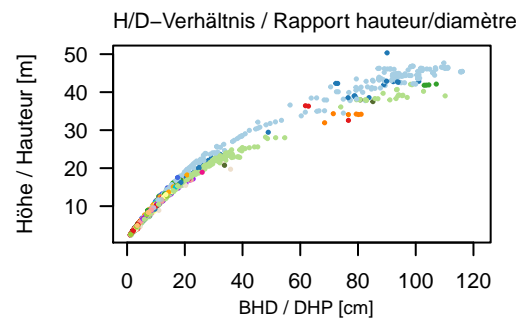 H/D−Verhältnis / Rapport hauteur/diamètre
Höhe / Hauteur [m]
50
40
30
20
10
0 20 40 60 80 100 120
BHD / DHP [cm]